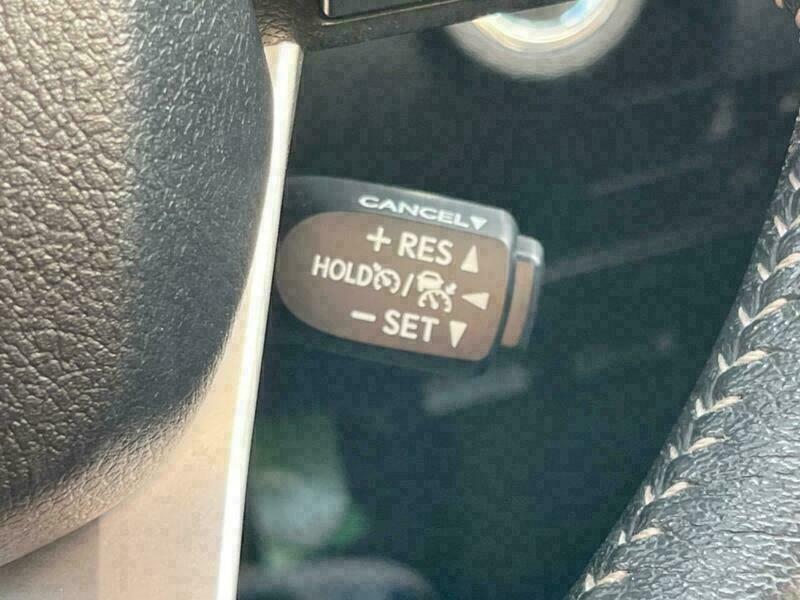 CANCEL▼
+ RES ▲
HOLD / ◀
− SET ▼